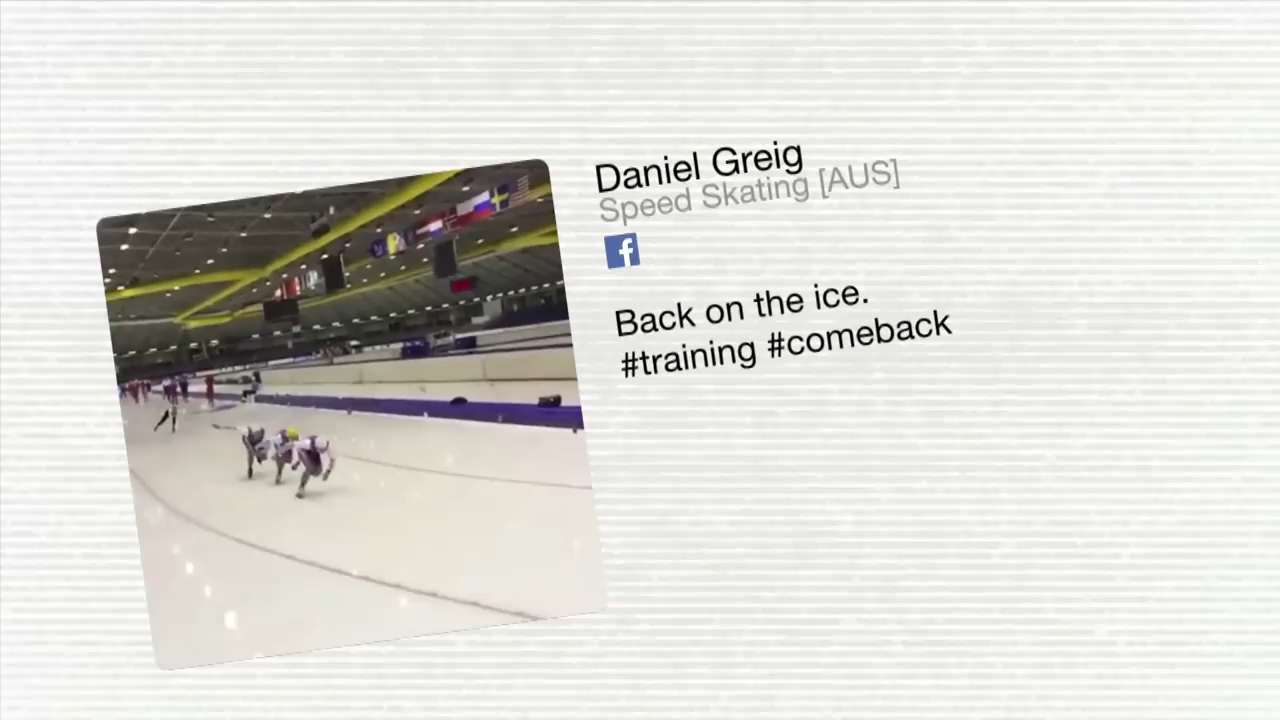 Daniel Greig
Speed Skating [AUS]
f
Back on the ice.
#training #comeback